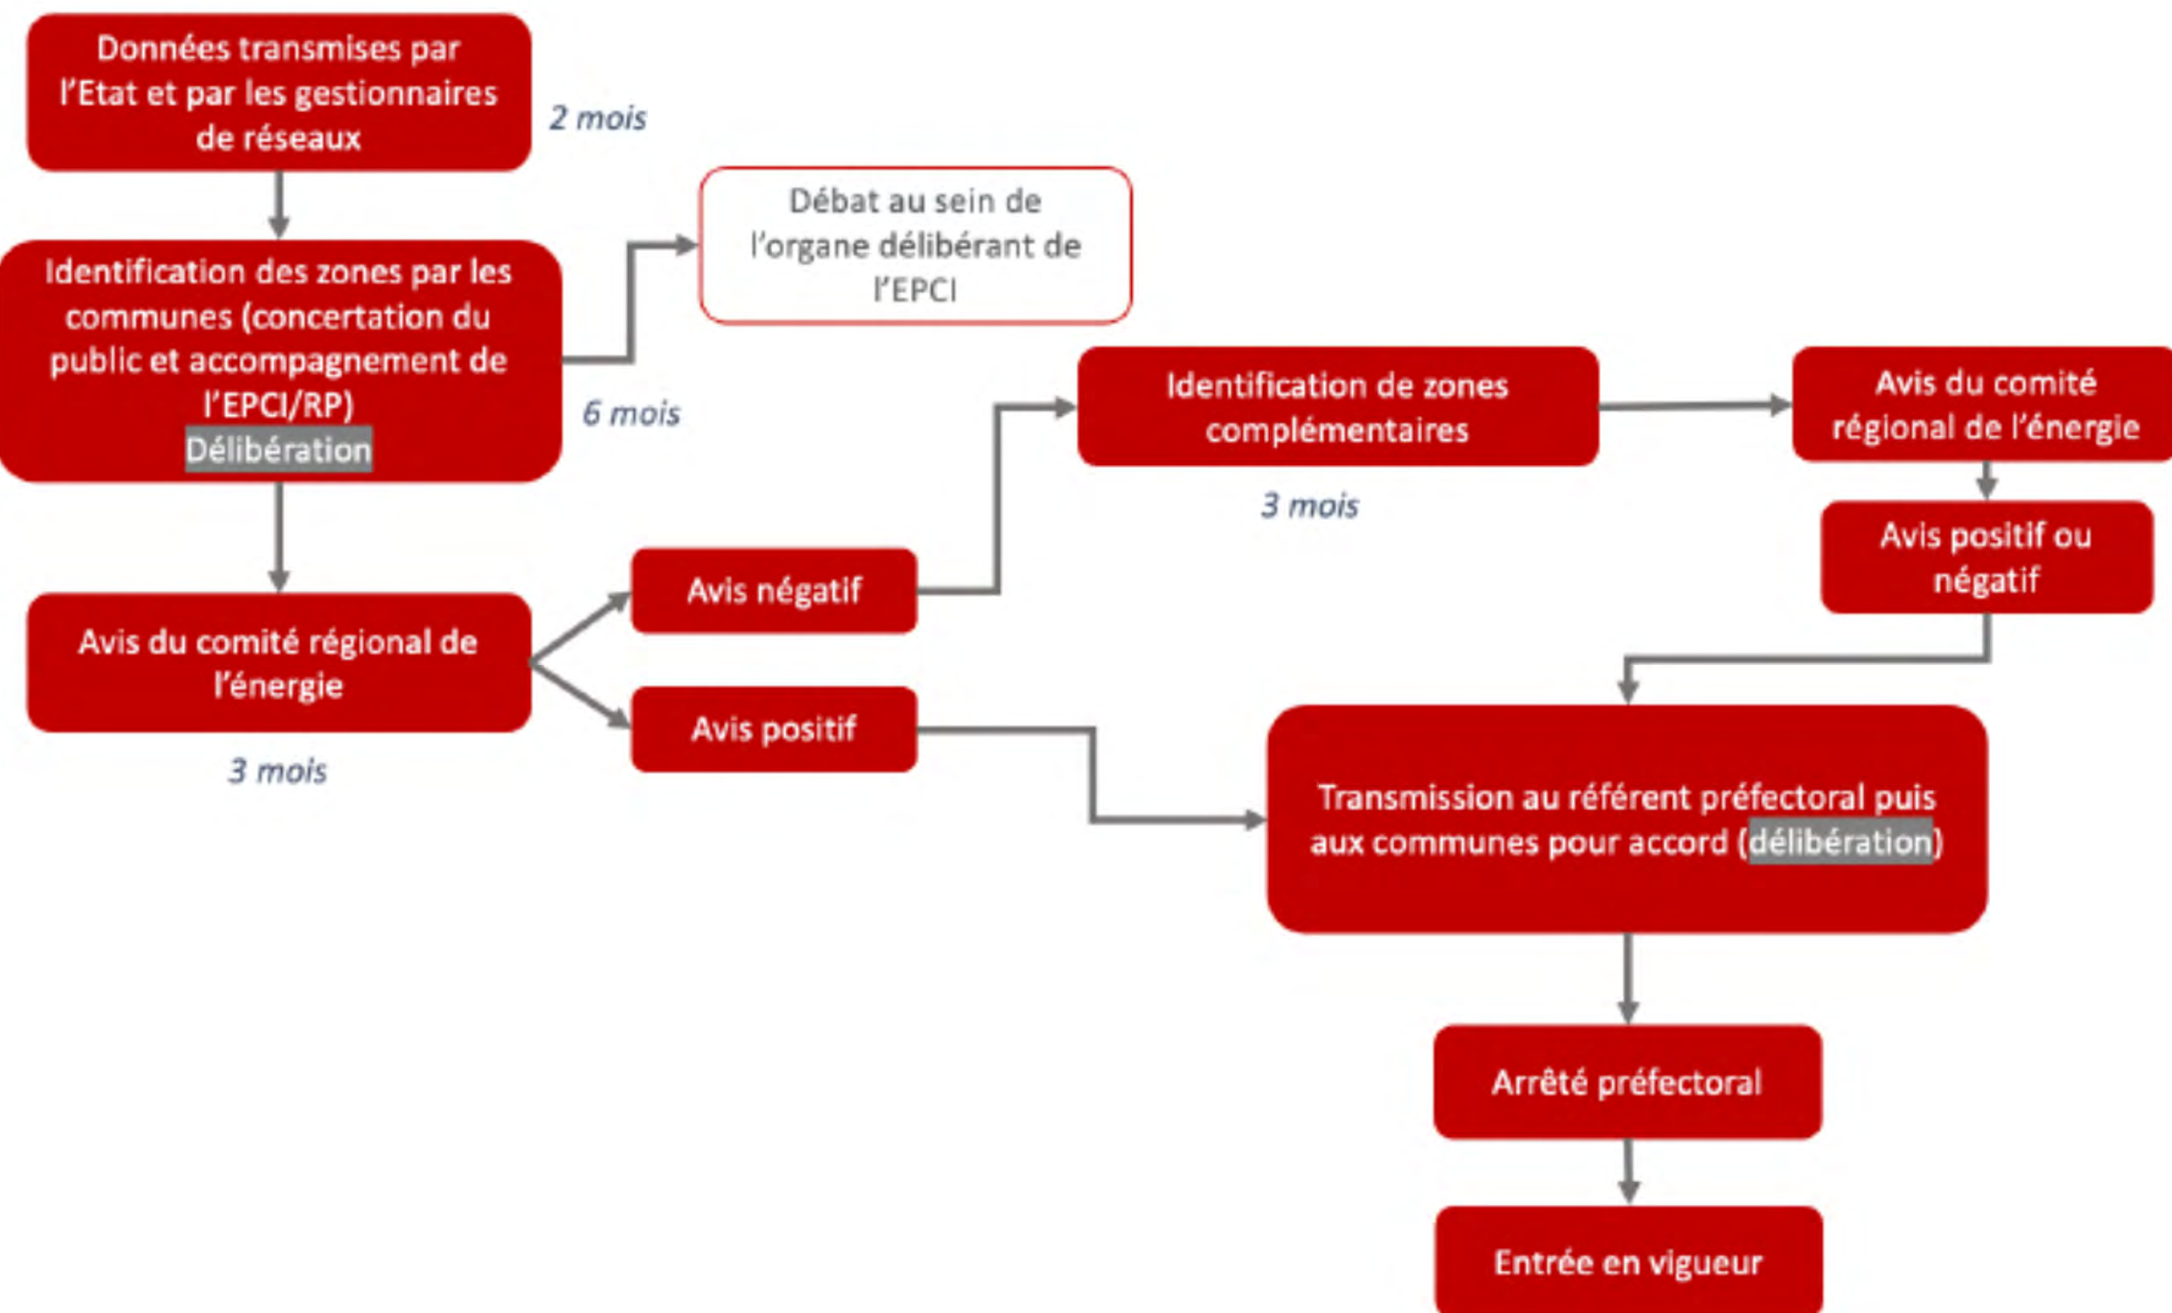 Données transmises par
l'Etat et par les gestionnaires
de réseaux
2 mois
Débat au sein de
l'organe délibérant de
l'EPCI
Identification des zones par les
communes (concertation du
public et accompagnement de
l'EPCI/RP)
Délibération
6 mois
Identification de zones
complémentaires
3 mois
Avis du comité
régional de l'énergie
Avis positif ou
négatif
Avis du comité régional de
l'énergie
3 mois
Avis négatif
Avis positif
Transmission au référent préfectoral puis
aux communes pour accord (délibération)
Arrêté préfectoral
Entrée en vigueur